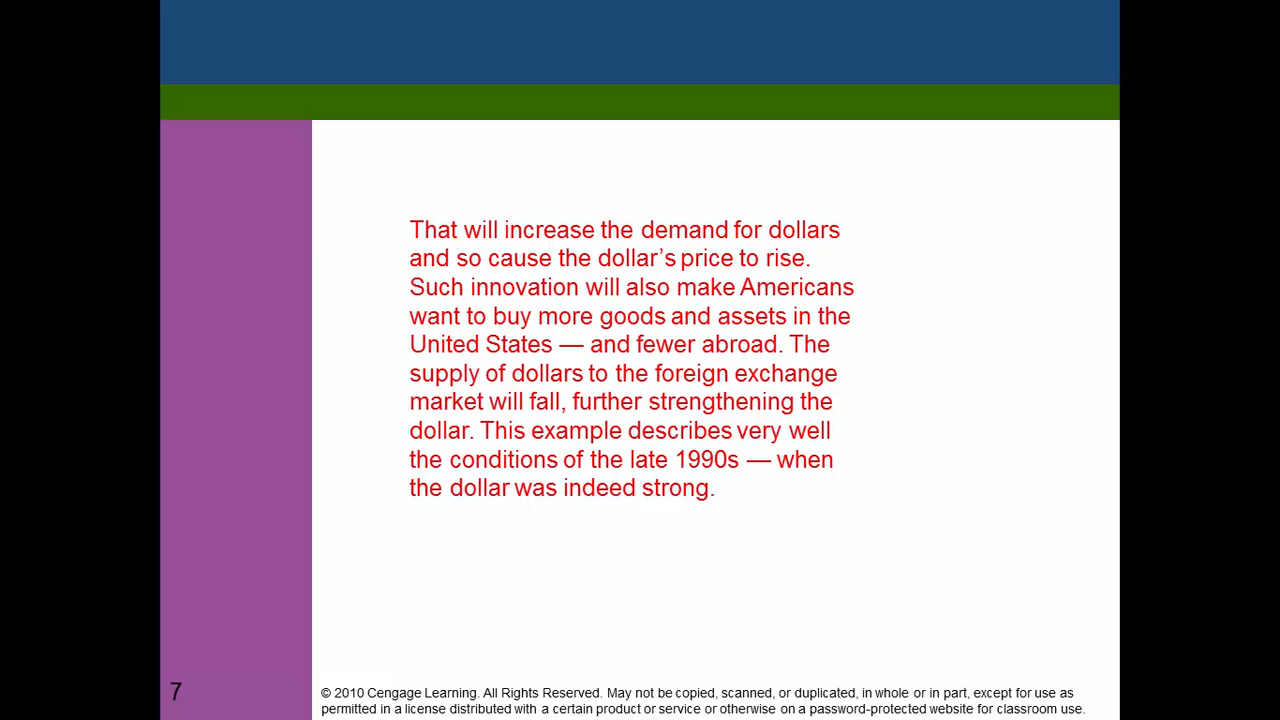 That will increase the demand for dollars
and so cause the dollar’s price to rise.
Such innovation will also make Americans
want to buy more goods and assets in the
United States — and fewer abroad. The
supply of dollars to the foreign exchange
market will fall, further strengthening the
dollar. This example describes very well
the conditions of the late 1990s — when
the dollar was indeed strong.
7
© 2010 Cengage Learning. All Rights Reserved. May not be copied, scanned, or duplicated, in whole or in part, except for use as
permitted in a license distributed with a certain product or service or otherwise on a password-protected website for classroom use.